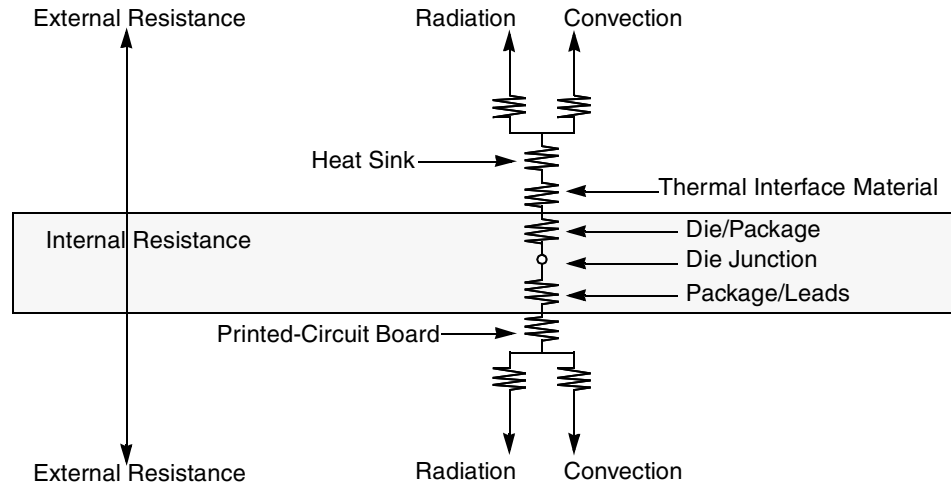 External Resistance
Radiation
Convection
Heat Sink
Thermal Interface Material
Internal Resistance
Die/Package
Die Junction
Package/Leads
Printed-Circuit Board
External Resistance
Radiation
Convection